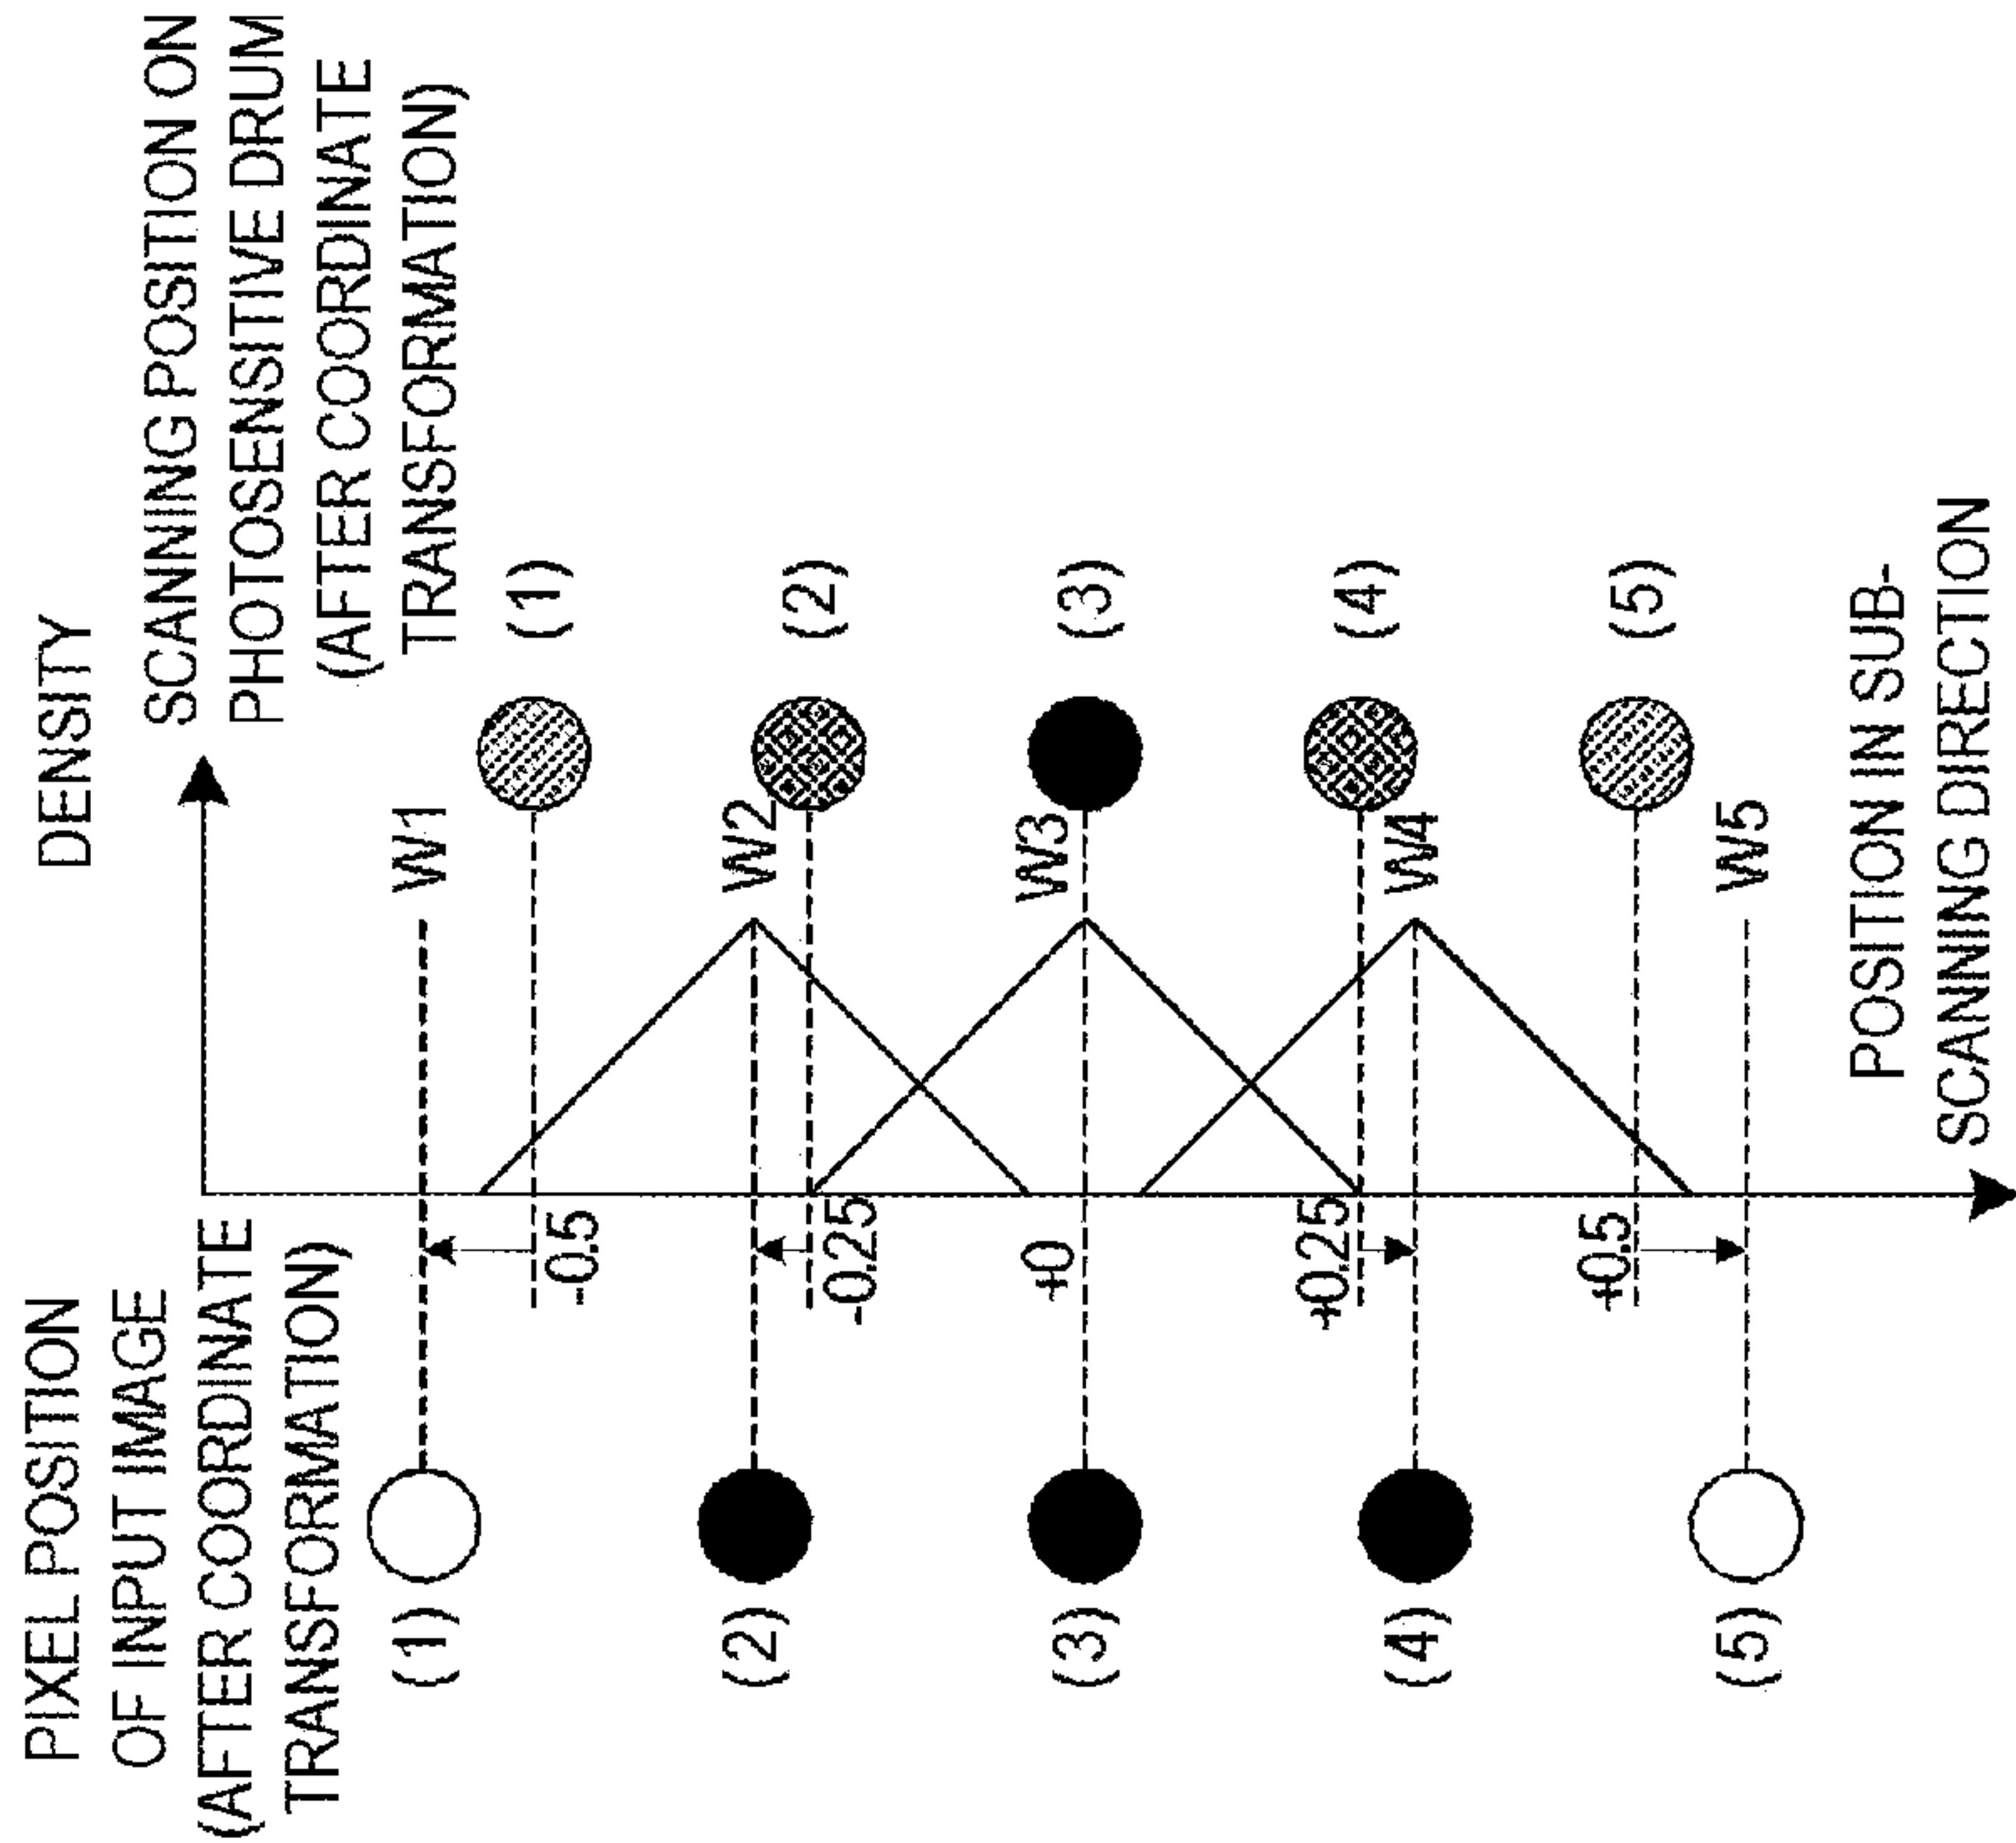 DENSITY
SCANNING POSITION ON
PHOTOSENSITIVE DRUM
(AFTER COORDINATE
TRANSFORMATION)
PIXEL POSITION
OF INPUT IMAGE
(AFTER COORDINATE
TRANSFORMATION)
W1
(1)
W2
(2)
W3
(3)
(4)
W4
(5)
W5
-0.5
-0.25
+0
+0.25
+0.5
(1)
(2)
(3)
(4)
(5)
POSITION IN SUB-
SCANNING DIRECTION